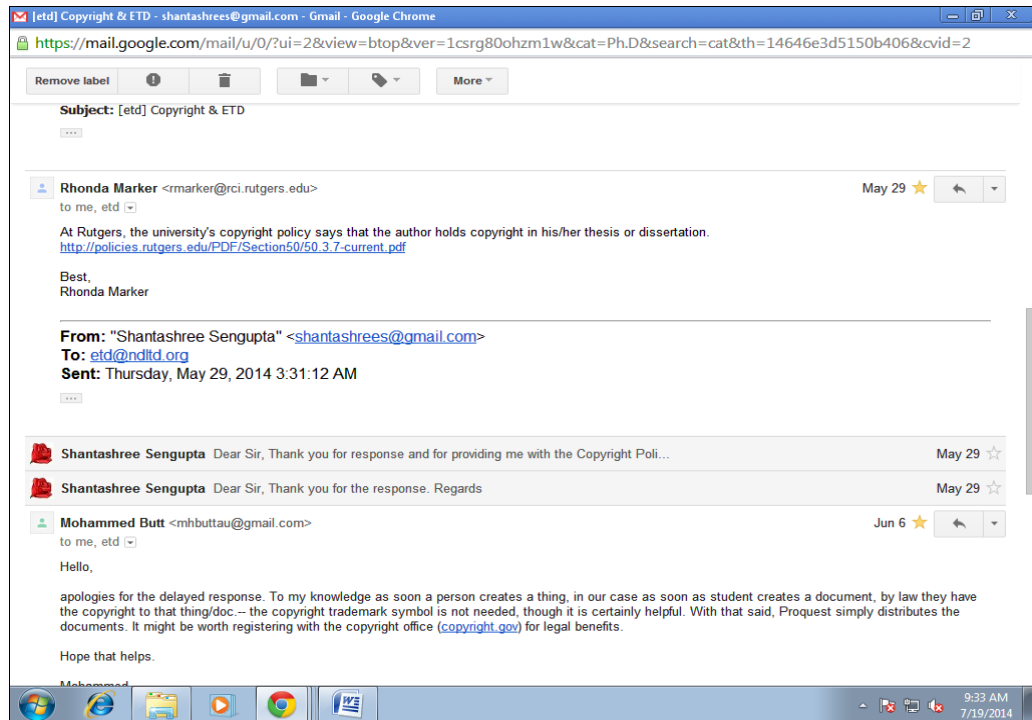 [etd] Copyright & ETD - shantashrees@gmail.com - Gmail - Google Chrome
https://mail.google.com/mail/u/0/?ui=2&view=btop&ver=1csrg80ohzm1w&cat=Ph.D&search=cat&th=14646e3d5150b406&cvid=2
Remove label More
Subject: [etd] Copyright & ETD
...
Rhonda Marker <rmarker@rci.rutgers.edu> May 29
to me, etd
At Rutgers, the university's copyright policy says that the author holds copyright in his/her thesis or dissertation.
http://policies.rutgers.edu/PDF/Section50/50.3.7-current.pdf
Best,
Rhonda Marker
From: "Shantashree Sengupta" <shantashrees@gmail.com>
To: etd@ndltd.org
Sent: Thursday, May 29, 2014 3:31:12 AM
...
Shantashree Sengupta Dear Sir, Thank you for response and for providing me with the Copyright Poli... May 29
Shantashree Sengupta Dear Sir, Thank you for the response. Regards May 29
Mohammed Butt <mhbuttau@gmail.com> Jun 6
to me, etd
Hello,
apologies for the delayed response. To my knowledge as soon a person creates a thing, in our case as soon as student creates a document, by law they have
the copyright to that thing/doc.-- the copyright trademark symbol is not needed, though it is certainly helpful. With that said, Proquest simply distributes the
documents. It might be worth registering with the copyright office (copyright.gov) for legal benefits.
Hope that helps.
Mohammed
9:33 AM
7/19/2014